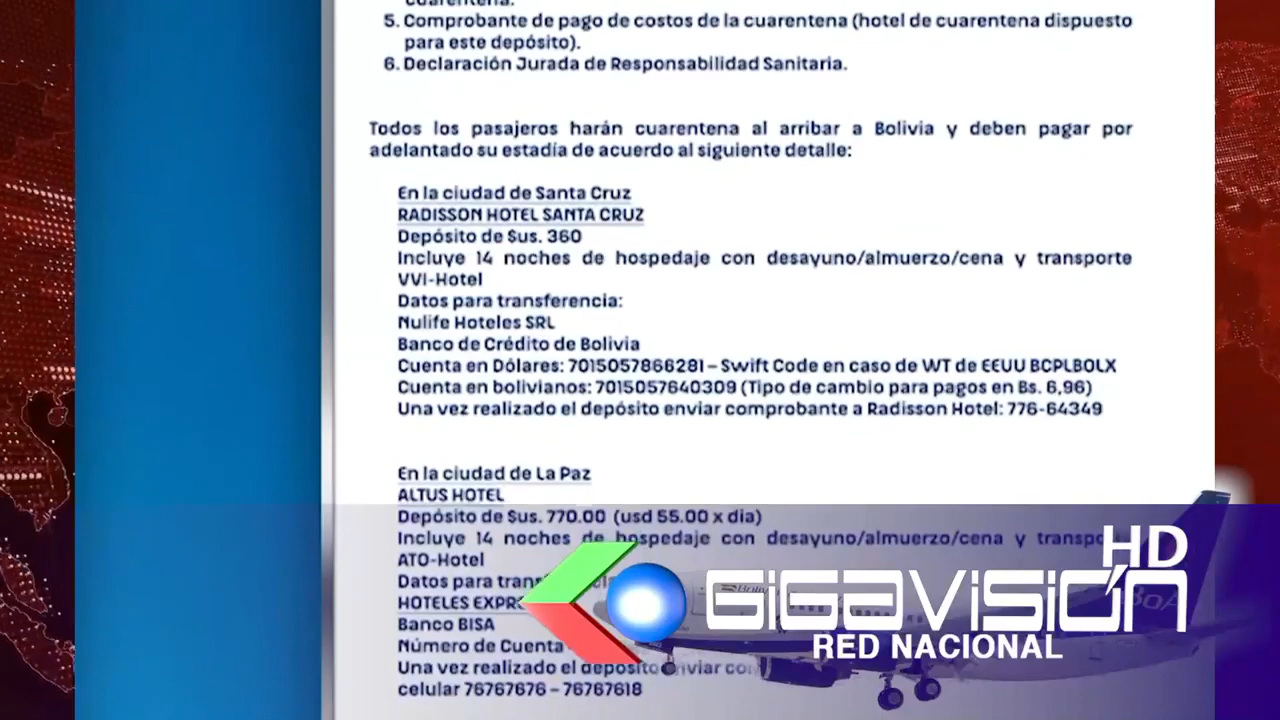 cuarentena.
5. Comprobante de pago de costos de la cuarentena (hotel de cuarentena dispuesto
para este depósito).
6. Declaración Jurada de Responsabilidad Sanitaria.
Todos los pasajeros harán cuarentena al arribar a Bolivia y deben pagar por
adelantado su estadía de acuerdo al siguiente detalle:
En la ciudad de Santa Cruz
RADISSON HOTEL SANTA CRUZ
Depósito de $us. 360
Incluye 14 noches de hospedaje con desayuno/almuerzo/cena y transporte
VVI-Hotel
Datos para transferencia:
Nulife Hoteles SRL
Banco de Crédito de Bolivia
Cuenta en Dólares: 7015057866281 – Swift Code en caso de WT de EEUU BCPLBOLX
Cuenta en bolivianos: 7015057640309 (Tipo de cambio para pagos en Bs. 6,96)
Una vez realizado el depósito enviar comprobante a Radisson Hotel: 776-64349
En la ciudad de La Paz
ALTUS HOTEL
Depósito de $us. 770.00 (usd 55.00 x dia)
Incluye 14 noches de hospedaje con desayuno/almuerzo/cena y
ATO-Hotel
Datos para
HOTELES
Banco BISA
Número de Cuenta
Una vez realizado el depósito enviar
celular 76767676 – 76767618
HD
GIGAVISIÓN
RED NACIONAL
BoA